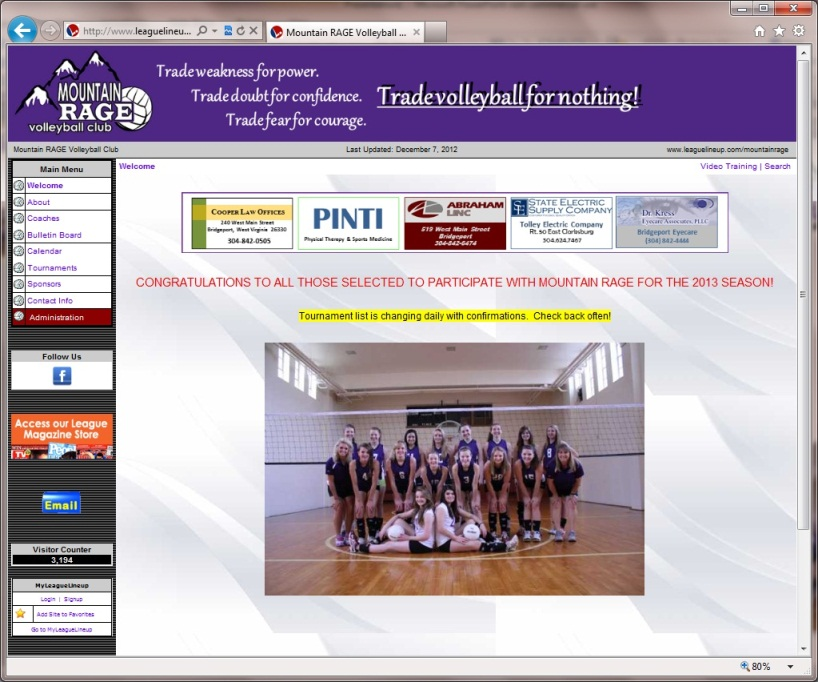 http://www.leaguelineu...
Mountain RAGE Volleyball ...
MOUNTAIN
RAGE
volleyball club
Trade weakness for power.
Trade doubt for confidence.
Trade fear for courage.
Trade volleyball for nothing!
Mountain RAGE Volleyball Club
Last Updated: December 7, 2012
www.leaguelineup.com/mountainrage
Main Menu
Welcome
About
Coaches
Bulletin Board
Calendar
Tournaments
Sponsors
Contact Info
Administration
Follow Us
f
Access our League
Magazine Store
Email
Visitor Counter
3,194
MyLeagueLineup
Login | Signup
Add Site to Favorites
Go to MyLeagueLineup
Welcome
Video Training | Search
COOPER LAW OFFICES
240 West Main Street
Bridgeport, West Virginia 26330
304-842-0505
PINTI
Physical Therapy & Sports Medicine
ABRAHAM
LINC
519 West Main Street
Bridgeport
304-842-6474
STATE ELECTRIC
SUPPLY COMPANY
Tolley Electric Company
Rt. 50 East Clarksburg
304.624.7467
Dr. Kress
Eyecare Associates, PLLC
Bridgeport Eyecare
CONGRATULATIONS TO ALL THOSE SELECTED TO PARTICIPATE WITH MOUNTAIN RAGE FOR THE 2013 SEASON!
Tournament list is changing daily with confirmations. Check back often!
80%